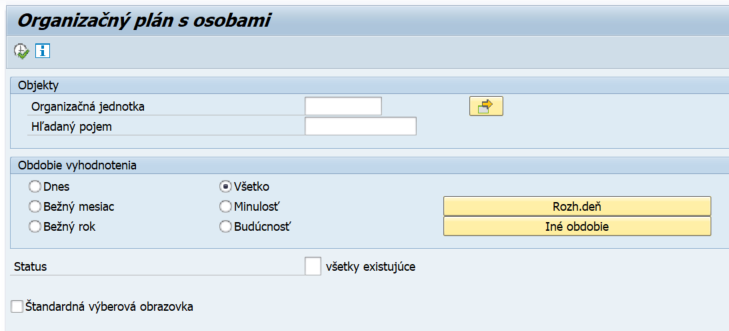 Organizačný plán s osobami
Objekty
Organizačná jednotka
Hľadaný pojem
Obdobie vyhodnotenia
Dnes Všetko
Bežný mesiac Minulosť Rozh.deň
Bežný rok Budúcnosť Iné obdobie
Status všetky existujúce
Štandardná výberová obrazovka